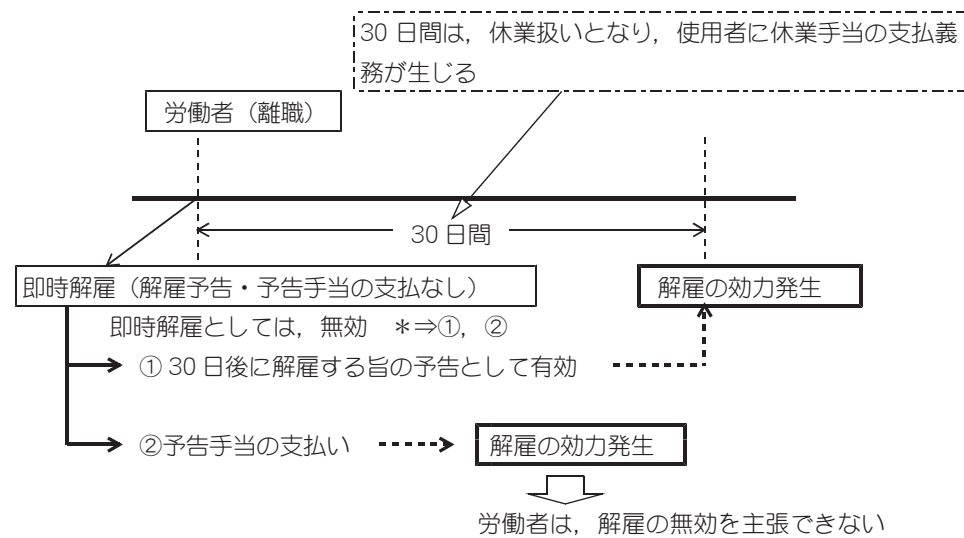 30 日間は，休業扱いとなり，使用者に休業手当の支払義
務が生じる
労働者（離職）
30 日間
即時解雇（解雇予告・予告手当の支払なし）
解雇の効力発生
即時解雇としては，無効　＊⇒①，②
① 30 日後に解雇する旨の予告として有効
②予告手当の支払い
解雇の効力発生
労働者は，解雇の無効を主張できない